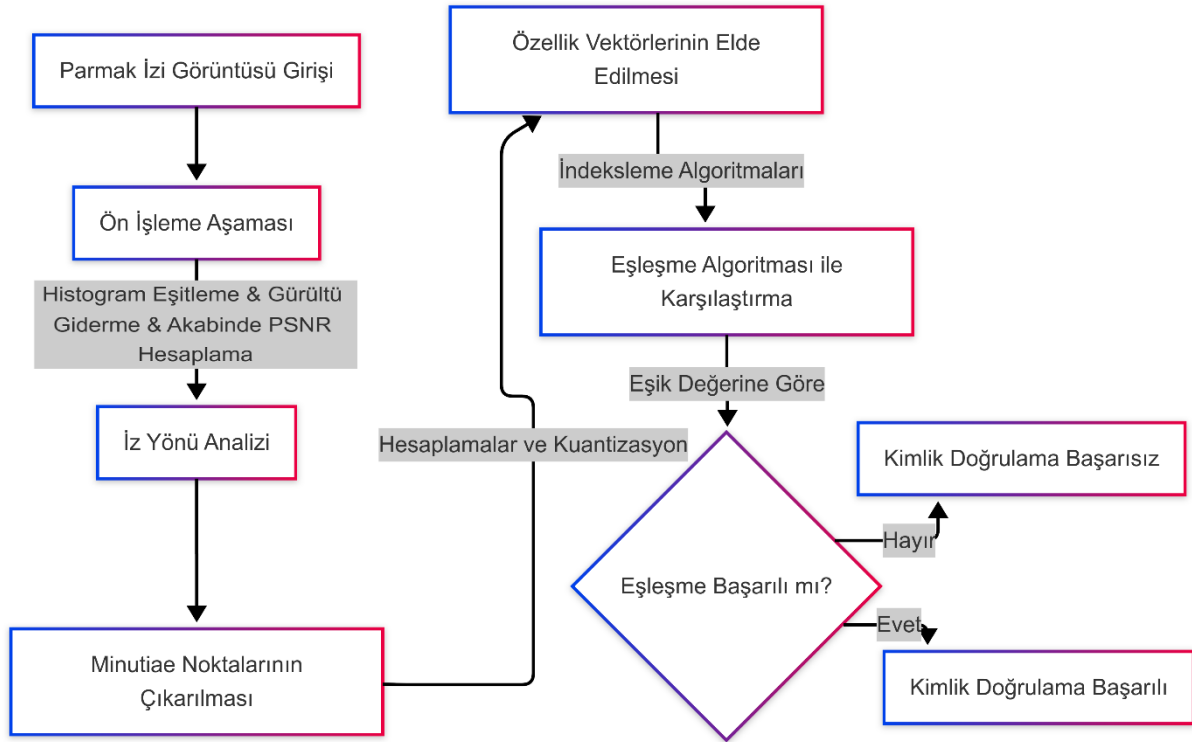 Parmak İzi Görüntüsü Girişi
Ön İşleme Aşaması
Histogram Eşitleme & Gürültü
Giderme & Akabinde PSNR
Hesaplama
İz Yönü Analizi
Minutiae Noktalarının
Çıkarılması
Hesaplamalar ve Kuantizasyon
Özellik Vektörlerinin Elde
Edilmesi
İndeksleme Algoritmaları
Eşleşme Algoritması ile
Karşılaştırma
Eşik Değerine Göre
Eşleşme Başarılı mı?
Hayır
Kimlik Doğrulama Başarısız
Evet
Kimlik Doğrulama Başarılı